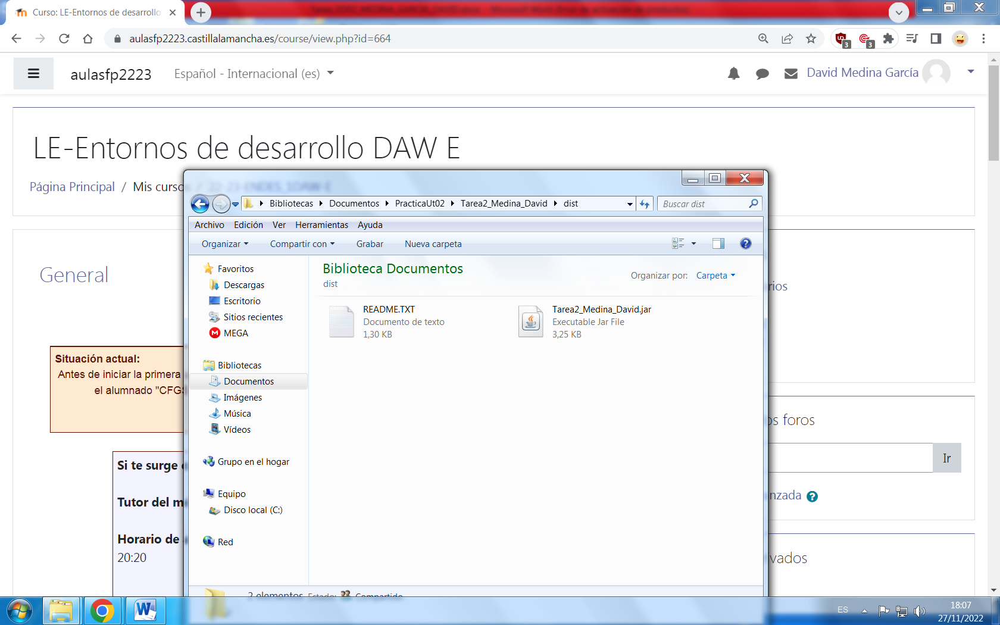 Curso: LE-Entornos de desarrollo
aulasfp2223.castillalamancha.es/course/view.php?id=664
3
3
aulasfp2223
Español - Internacional (es)
David Medina García
LE-Entornos de desarrollo DAW E
Página Principal / Mis curso
/ 22-23-ENDES_1DAW-E
Bibliotecas
Documentos
PracticaUt02
Tarea2_Medina_David
dist
Buscar dist
Archivo Edición Ver Herramientas Ayuda
Organizar
Compartir con
Grabar
Nueva carpeta
General
Favoritos
Descargas
Escritorio
Sitios recientes
MEGA
Bibliotecas
Documentos
Imágenes
Música
Vídeos
Grupo en el hogar
Equipo
Disco local (C:)
Red
Biblioteca Documentos
dist
Organizar por: Carpeta
README.TXT
Documento de texto
1,30 KB
Tarea2_Medina_David.jar
Executable Jar File
3,25 KB
2 elementos Estado: Compartido
Situación actual:
Antes de iniciar la primera
el alumnado "CFGS
Si te surge
Tutor del m
Horario de
20:20
rios
os foros
Ir
nzada
vados
ES
18:07
27/11/2022